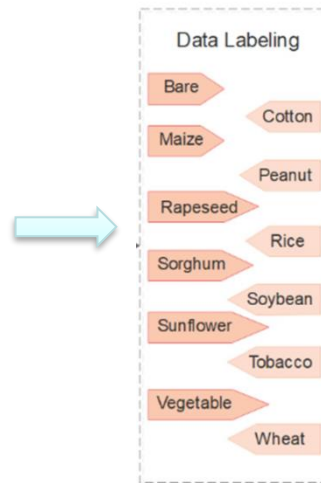 Data Labeling
Bare
Cotton
Maize
Peanut
Rapeseed
Rice
Sorghum
Soybean
Sunflower
Tobacco
Vegetable
Wheat